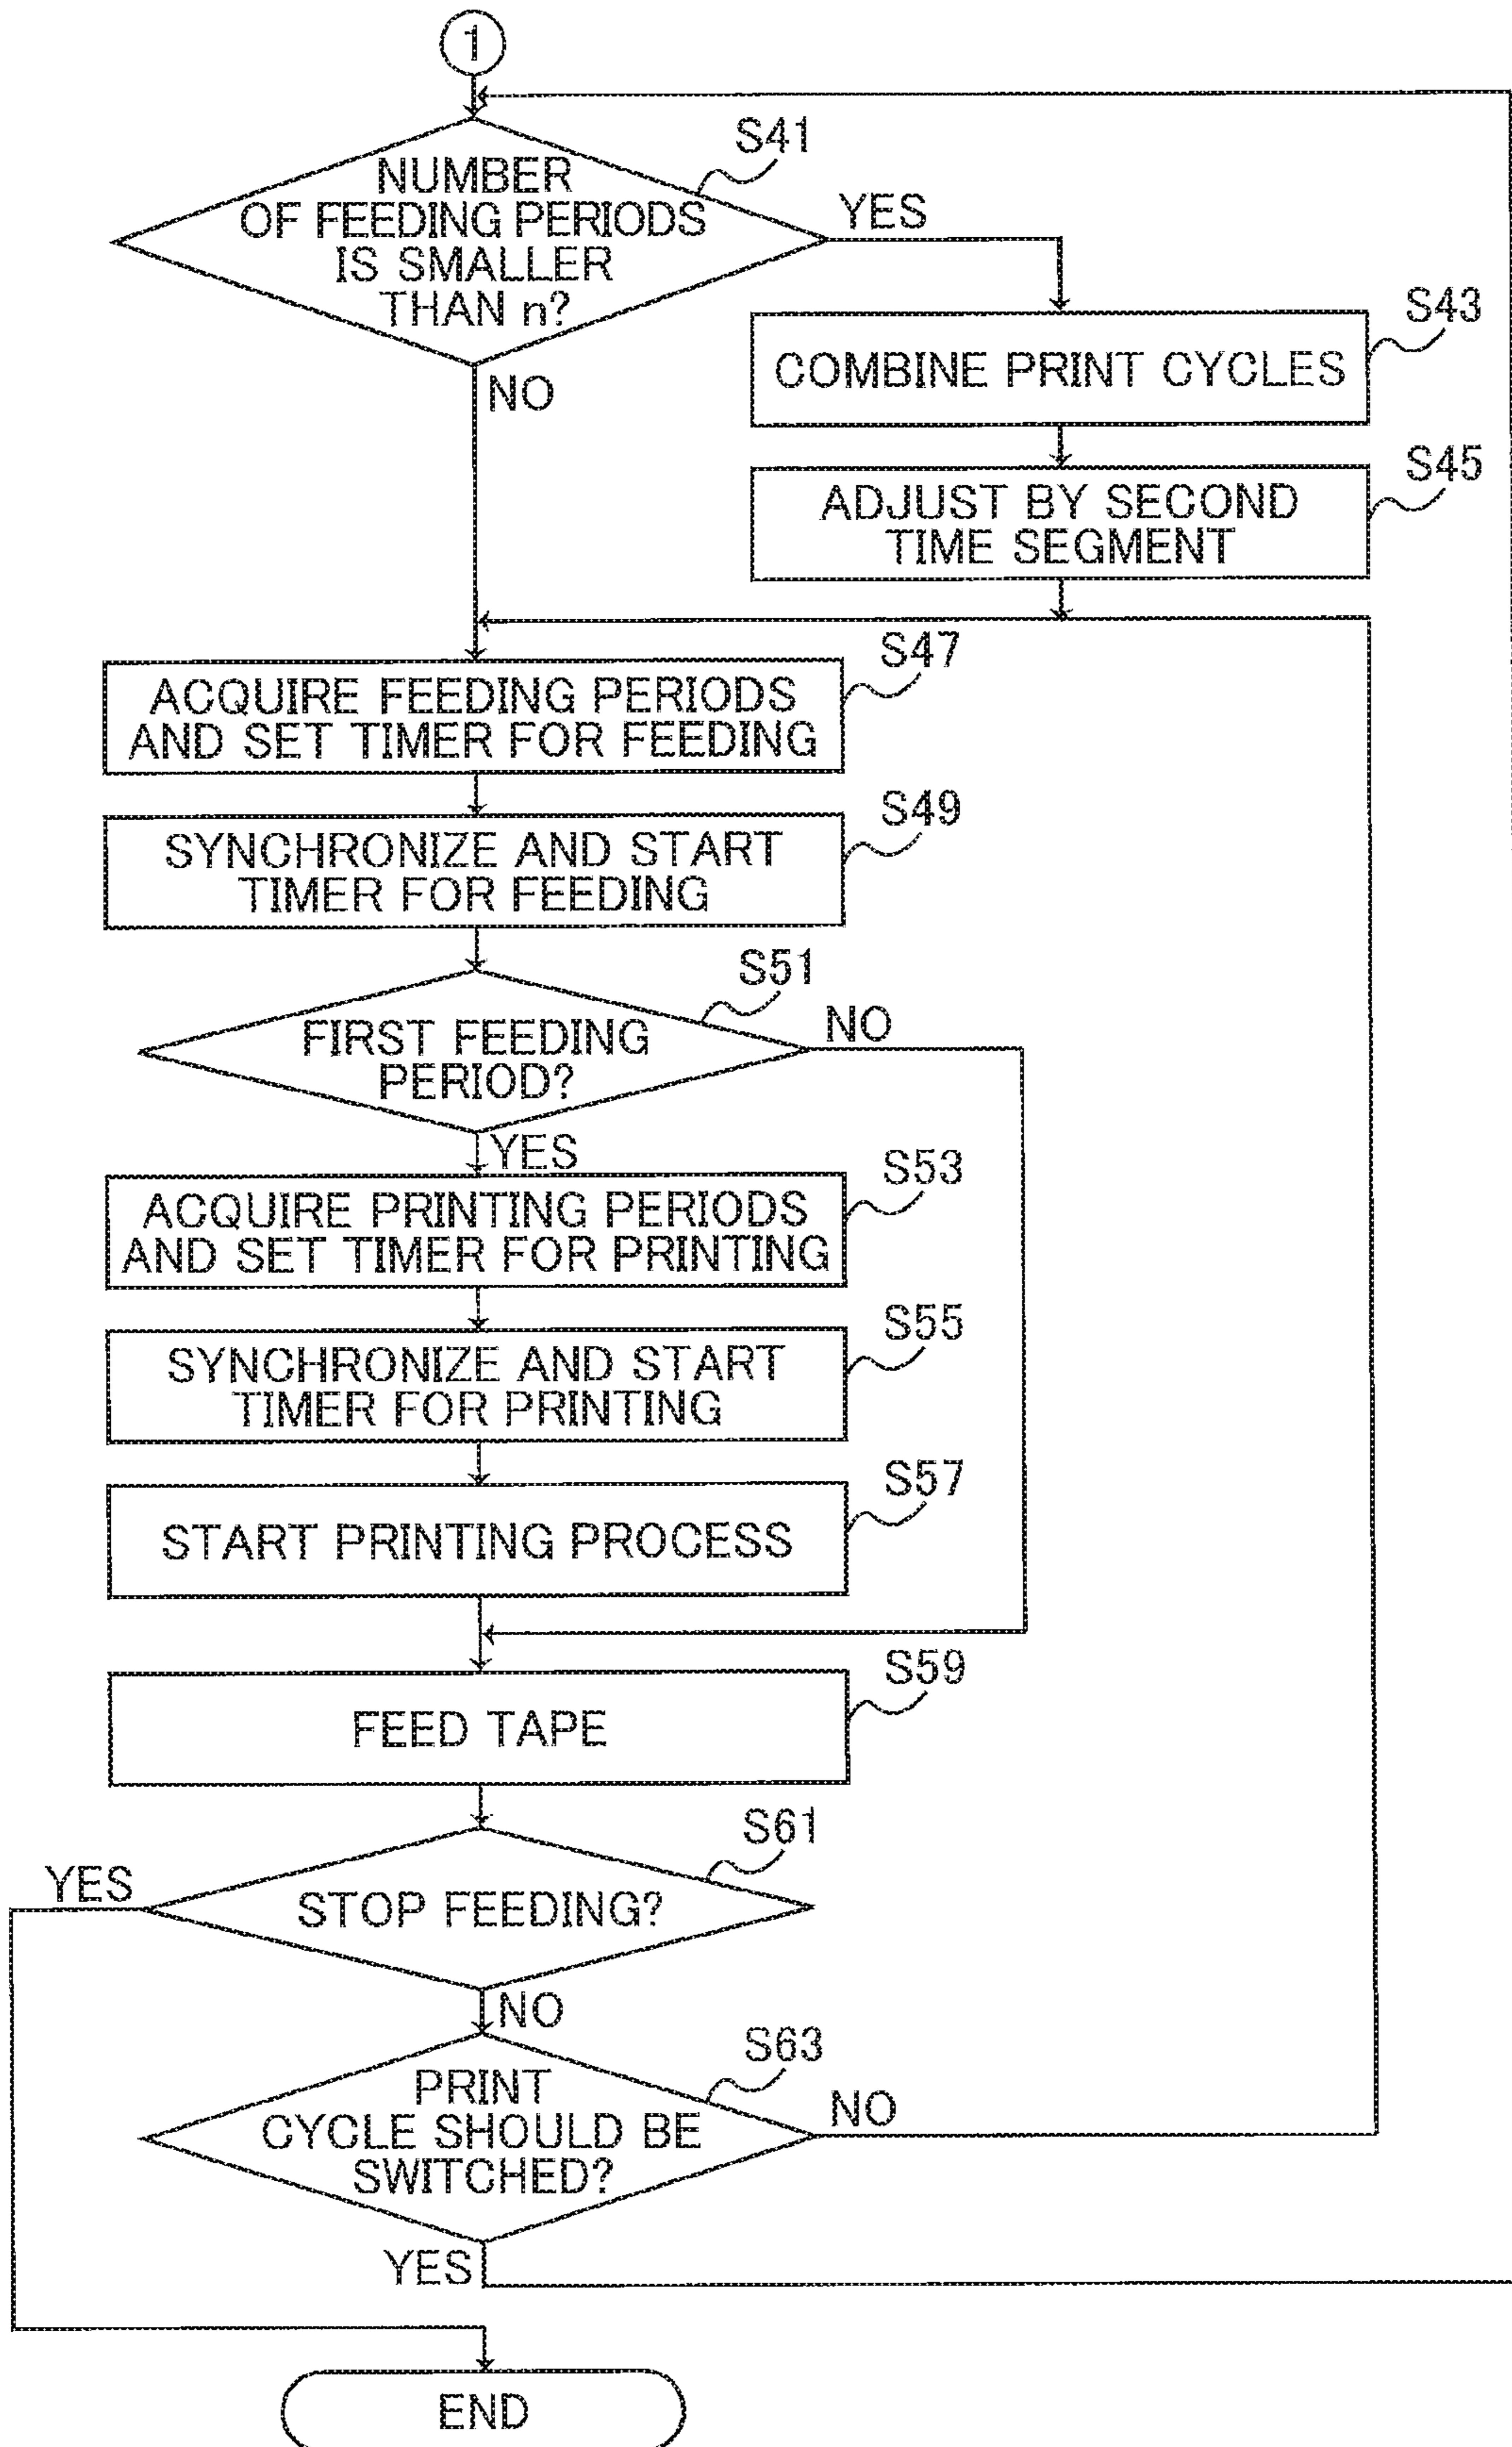 1
S41
NUMBER
OF FEEDING PERIODS
IS SMALLER
THAN n?
YES
NO
S43
COMBINE PRINT CYCLES
S45
ADJUST BY SECOND
TIME SEGMENT
S47
ACQUIRE FEEDING PERIODS
AND SET TIMER FOR FEEDING
S49
SYNCHRONIZE AND START
TIMER FOR FEEDING
S51
FIRST FEEDING
PERIOD?
NO
YES
S53
ACQUIRE PRINTING PERIODS
AND SET TIMER FOR PRINTING
S55
SYNCHRONIZE AND START
TIMER FOR PRINTING
S57
START PRINTING PROCESS
S59
FEED TAPE
S61
YES
STOP FEEDING?
NO
S63
PRINT
CYCLE SHOULD BE
SWITCHED?
NO
YES
END